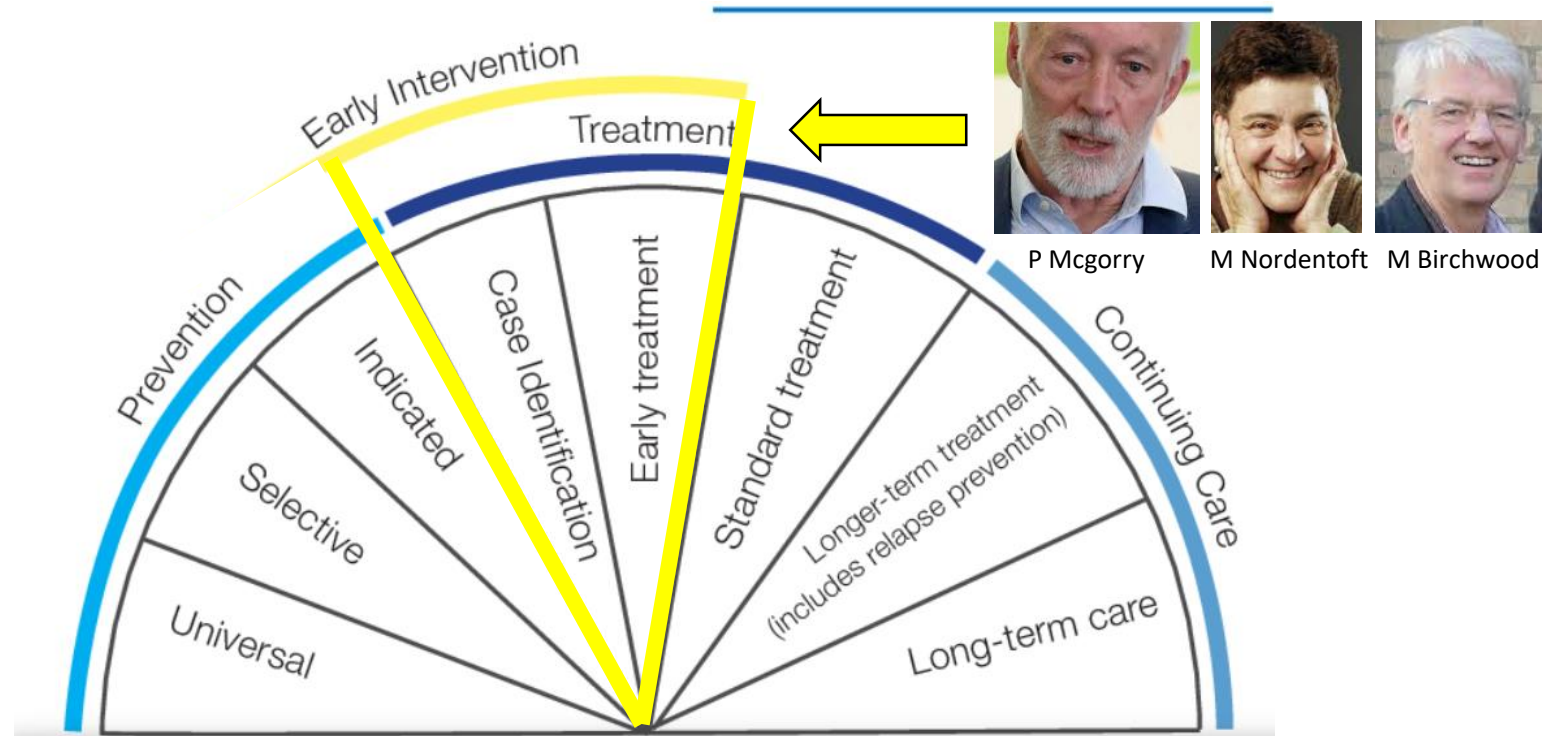 Early Intervention
Treatment
P Mcgorry
M Nordentoft
M Birchwood
Prevention
Continuing Care
Universal
Selective
Indicated
Case Identification
Early treatment
Standard treatment
Longer-term treatment
(includes relapse prevention)
Long-term care